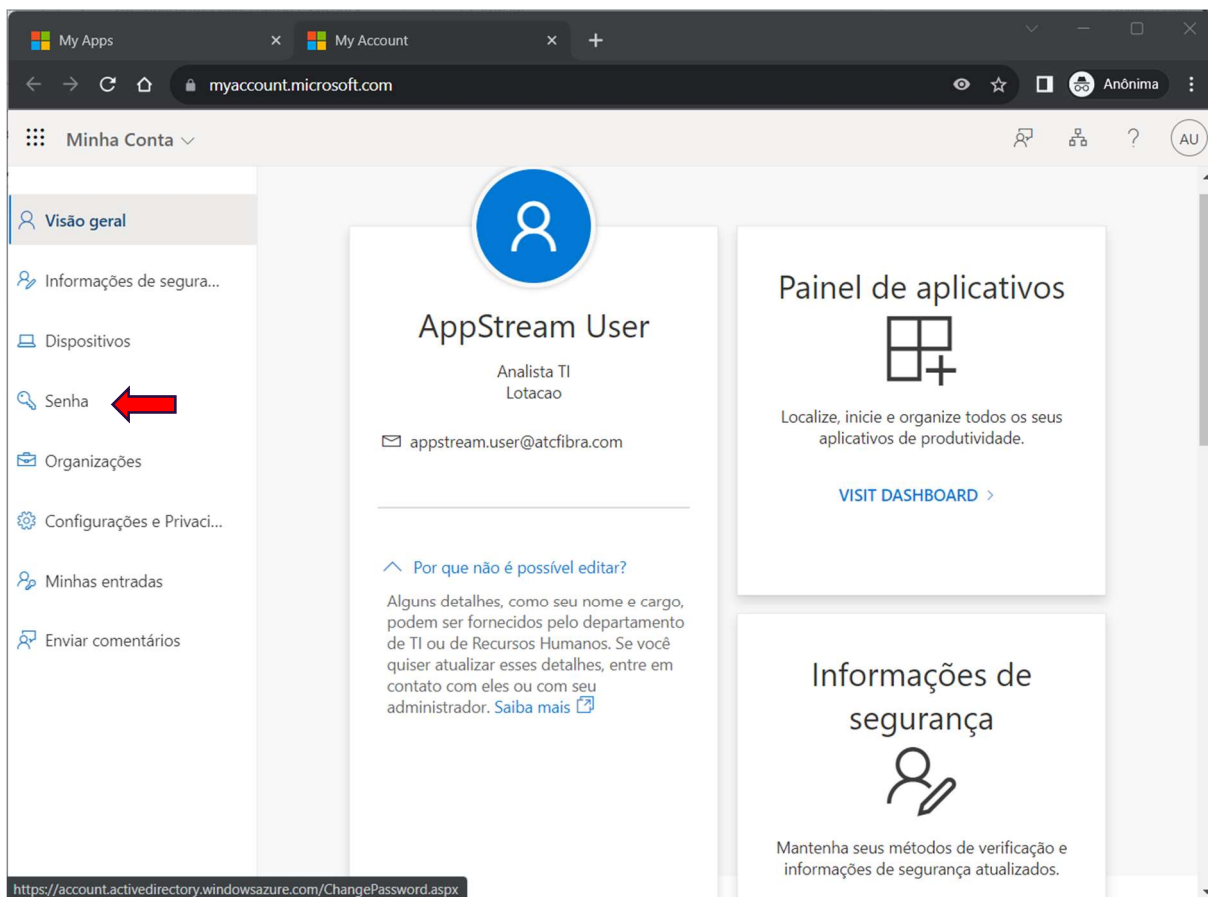 My Apps
My Account
myaccount.microsoft.com
Anônima
Minha Conta
AU
Visão geral
Informações de segura...
Dispositivos
Senha
Organizações
Configurações e Privaci...
Minhas entradas
Enviar comentários
AppStream User
Analista TI
Lotacao
appstream.user@atcfibra.com
Por que não é possível editar?
Alguns detalhes, como seu nome e cargo,
podem ser fornecidos pelo departamento
de TI ou de Recursos Humanos. Se você
quiser atualizar esses detalhes, entre em
contato com eles ou com seu
administrador. Saiba mais
Painel de aplicativos
Localize, inicie e organize todos os seus
aplicativos de produtividade.
VISIT DASHBOARD >
Informações de
segurança
Mantenha seus métodos de verificação e
informações de segurança atualizados.
https://account.activedirectory.windowsazure.com/ChangePassword.aspx